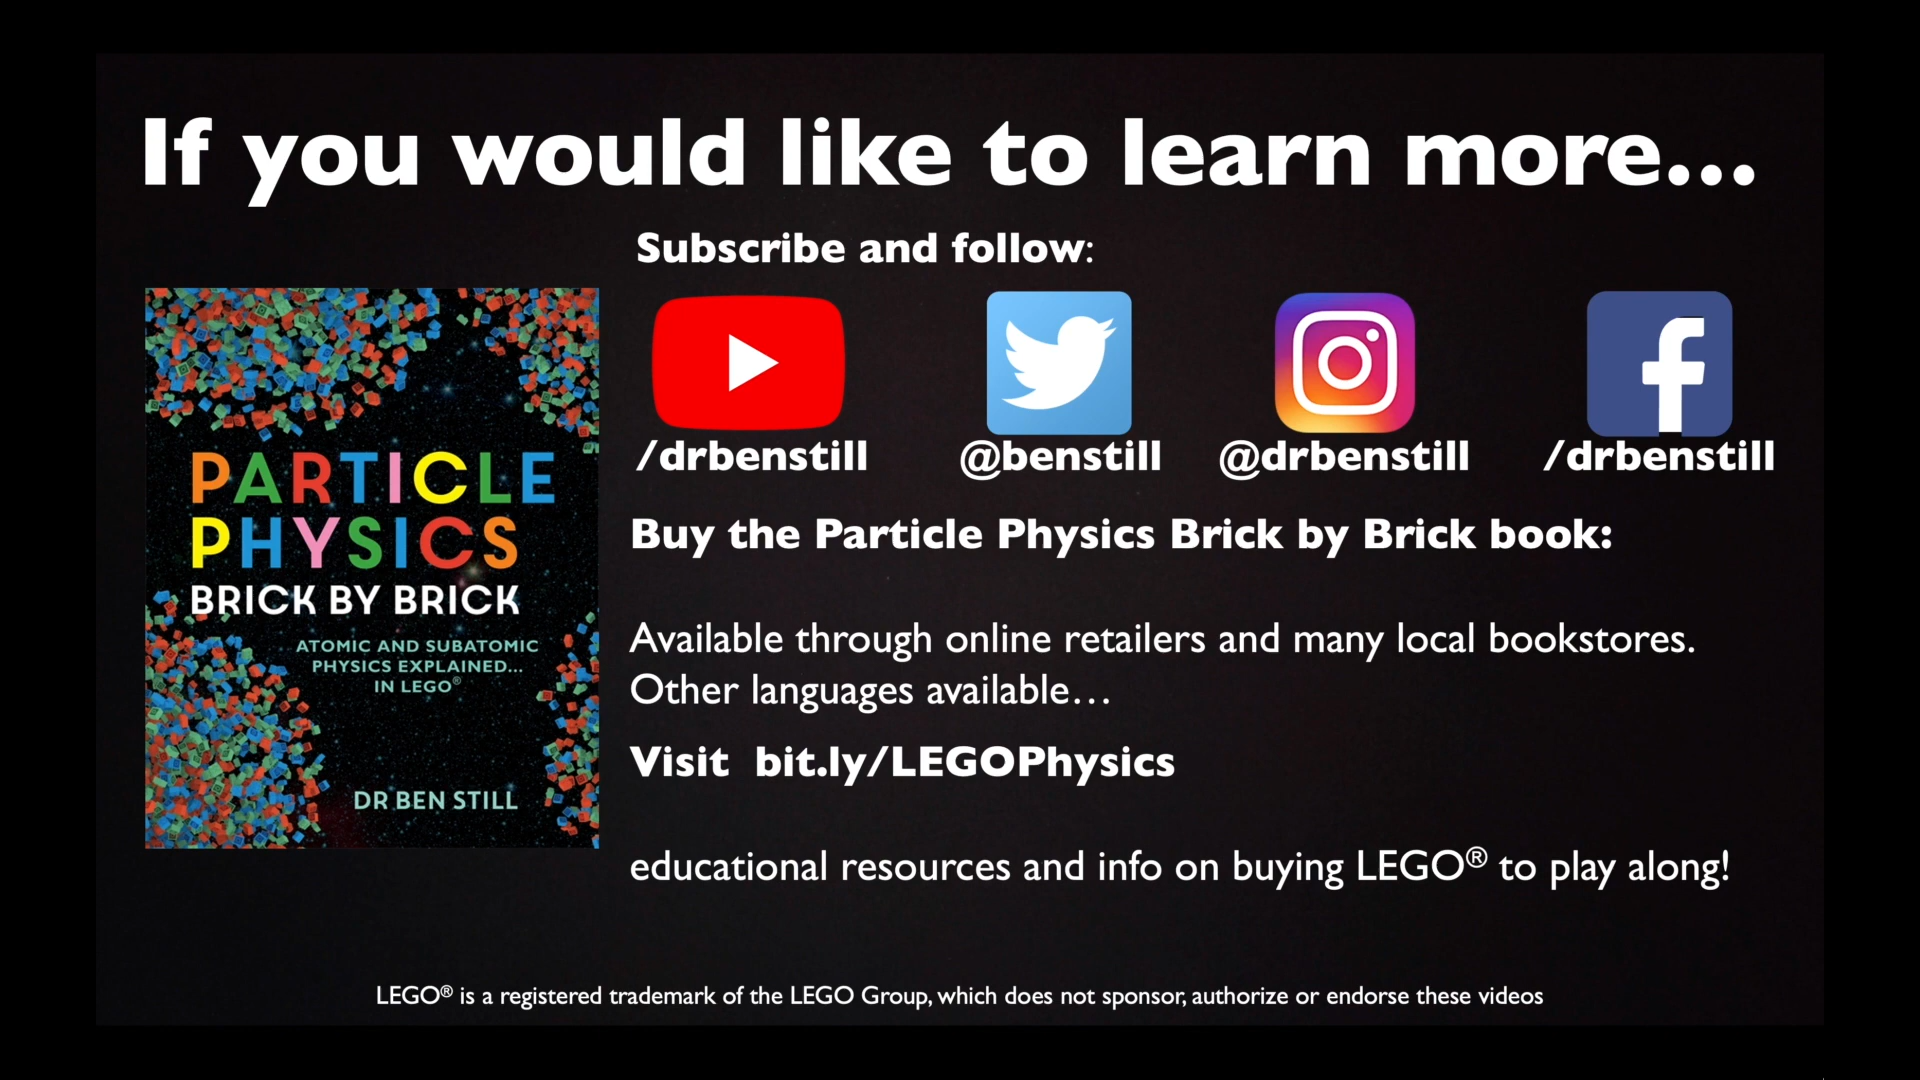 If you would like to learn more…
Subscribe and follow:
/drbenstill
@benstill
@drbenstill
/drbenstill
PARTICLE
PHYSICS
BRICK BY BRICK
ATOMIC AND SUBATOMIC
PHYSICS EXPLAINED...
IN LEGO®
DR BEN STILL
Buy the Particle Physics Brick by Brick book:
Available through online retailers and many local bookstores.
Other languages available…
Visit bit.ly/LEGOPhysics
educational resources and info on buying LEGO® to play along!
LEGO® is a registered trademark of the LEGO Group, which does not sponsor, authorize or endorse these videos